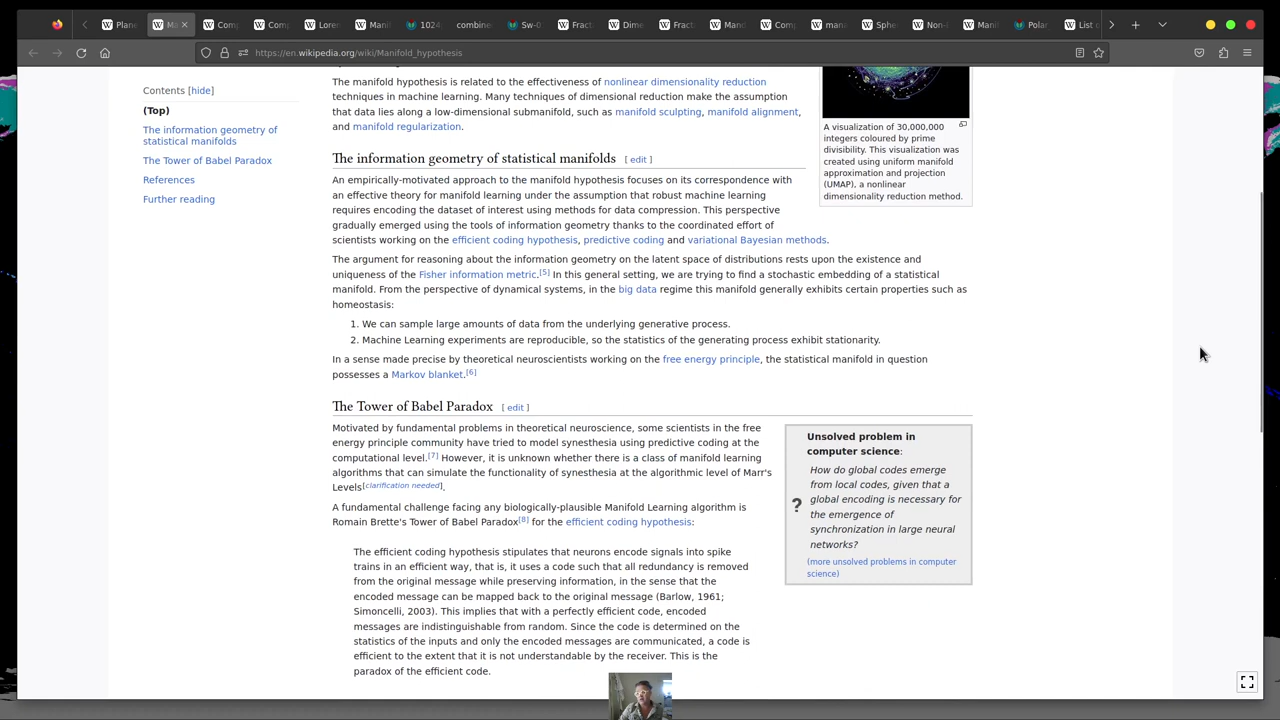 Plane
Ma
Com
Com
Loren
Mani
1024
combine
Sw-0
Fract
Dime
Fract
Mand
Com
man
Sphe
Non-
Mani
Polar
List o
https://en.wikipedia.org/wiki/Manifold_hypothesis
Contents [hide]
(Top)
The information geometry of
statistical manifolds
The Tower of Babel Paradox
References
Further reading
The manifold hypothesis is related to the effectiveness of nonlinear dimensionality reduction
techniques in machine learning. Many techniques of dimensional reduction make the assumption
that data lies along a low-dimensional submanifold, such as manifold sculpting, manifold alignment,
and manifold regularization.
A visualization of 30,000,000
integers coloured by prime
divisibility. This visualization was
created using uniform manifold
approximation and projection
(UMAP), a nonlinear
dimensionality reduction method.
The information geometry of statistical manifolds [ edit ]
An empirically-motivated approach to the manifold hypothesis focuses on its correspondence with
an effective theory for manifold learning under the assumption that robust machine learning
requires encoding the dataset of interest using methods for data compression. This perspective
gradually emerged using the tools of information geometry thanks to the coordinated effort of
scientists working on the efficient coding hypothesis, predictive coding and variational Bayesian methods.
The argument for reasoning about the information geometry on the latent space of distributions rests upon the existence and
uniqueness of the Fisher information metric.[5] In this general setting, we are trying to find a stochastic embedding of a statistical
manifold. From the perspective of dynamical systems, in the big data regime this manifold generally exhibits certain properties such as
homeostasis:
1. We can sample large amounts of data from the underlying generative process.
2. Machine Learning experiments are reproducible, so the statistics of the generating process exhibit stationarity.
In a sense made precise by theoretical neuroscientists working on the free energy principle, the statistical manifold in question
possesses a Markov blanket.[6]
The Tower of Babel Paradox [ edit ]
Motivated by fundamental problems in theoretical neuroscience, some scientists in the free
energy principle community have tried to model synesthesia using predictive coding at the
computational level.[7] However, it is unknown whether there is a class of manifold learning
algorithms that can simulate the functionality of synesthesia at the algorithmic level of Marr's
Levels[clarification needed].
A fundamental challenge facing any biologically-plausible Manifold Learning algorithm is
Romain Brette's Tower of Babel Paradox[8] for the efficient coding hypothesis:
The efficient coding hypothesis stipulates that neurons encode signals into spike
trains in an efficient way, that is, it uses a code such that all redundancy is removed
from the original message while preserving information, in the sense that the
encoded message can be mapped back to the original message (Barlow, 1961;
Simoncelli, 2003). This implies that with a perfectly efficient code, encoded
messages are indistinguishable from random. Since the code is determined on the
statistics of the inputs and only the encoded messages are communicated, a code is
efficient to the extent that it is not understandable by the receiver. This is the
paradox of the efficient code.
Unsolved problem in
computer science:
How do global codes emerge
from local codes, given that a
global encoding is necessary for
the emergence of
synchronization in large neural
networks?
(more unsolved problems in computer
science)